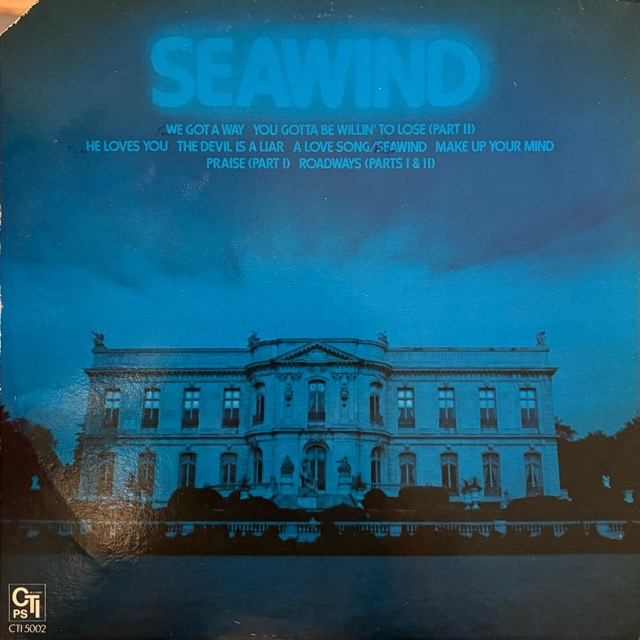 SEAWIND
WE GOT A WAY YOU GOTTA BE WILLIN' TO LOSE (PART II)
HE LOVES YOU THE DEVIL IS A LIAR A LOVE SONG/SEAWIND MAKE UP YOUR MIND
PRAISE (PART I) ROADWAYS (PARTS I & II)
CTI
PS
CTI 5002